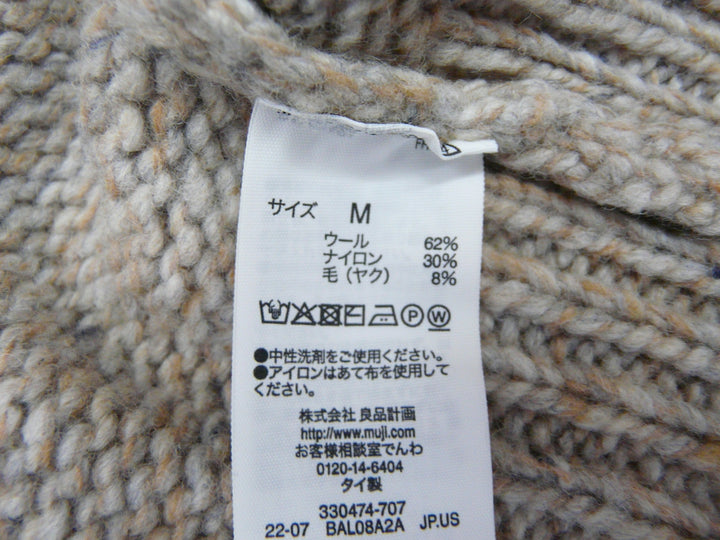 サイズ M
ウール 62%
ナイロン 30%
毛（ヤク） 8%
P W
●中性洗剤をご使用ください。
●アイロンはあて布を使用して
ください。
株式会社 良品計画
http://www.muji.com
お客様相談室でんわ
0120-14-6404
タイ製
330474-707
22-07 BAL08A2A JP.US